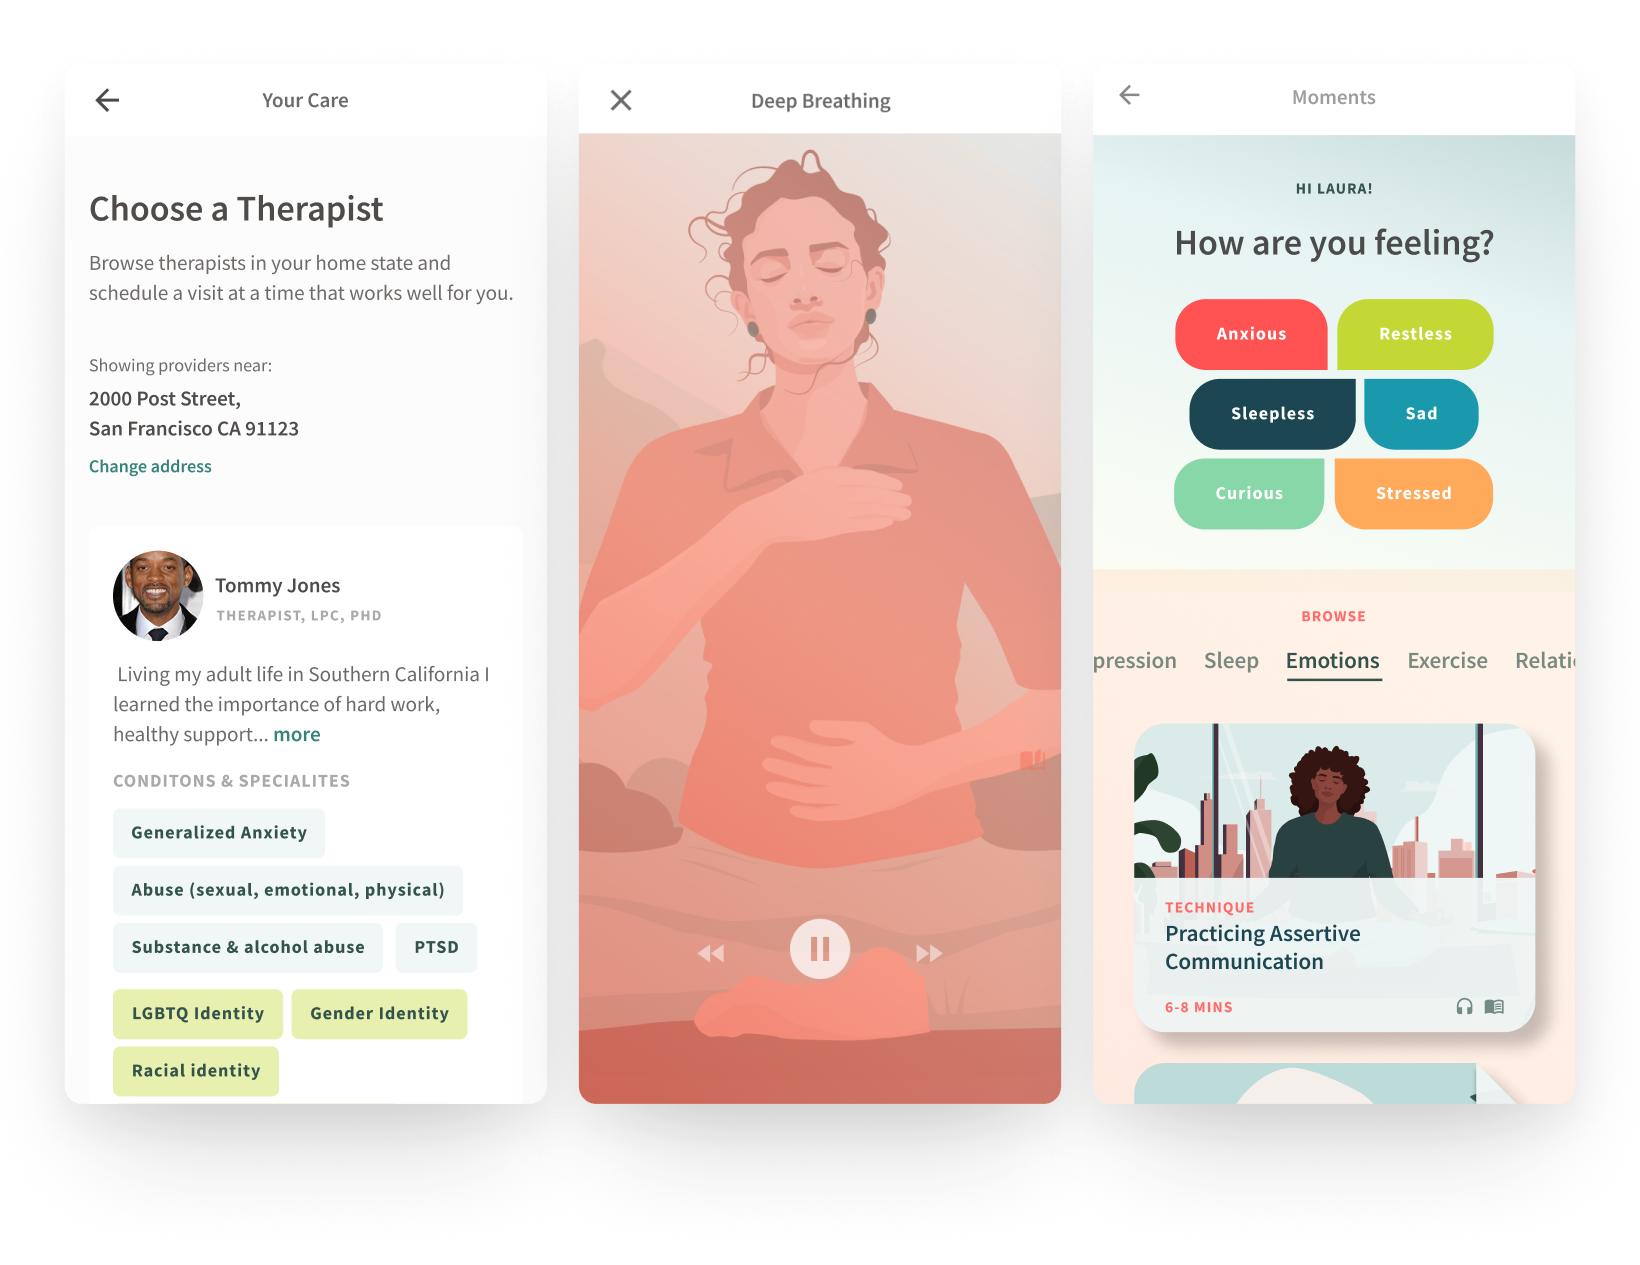 Your Care
Choose a Therapist
Browse therapists in your home state and
schedule a visit at a time that works well for you.
Showing providers near:
2000 Post Street,
San Francisco CA 91123
Change address
Tommy Jones
THERAPIST, LPC, PHD
Living my adult life in Southern California I
learned the importance of hard work,
healthy support... more
CONDITONS & SPECIALITES
Generalized Anxiety
Abuse (sexual, emotional, physical)
Substance & alcohol abuse
PTSD
LGBTQ Identity
Gender Identity
Racial identity
Deep Breathing
Moments
HI LAURA!
How are you feeling?
Anxious
Restless
Sleepless
Sad
Curious
Stressed
BROWSE
pression Sleep Emotions Exercise Relati
TECHNIQUE
Practicing Assertive
Communication
6-8 MINS